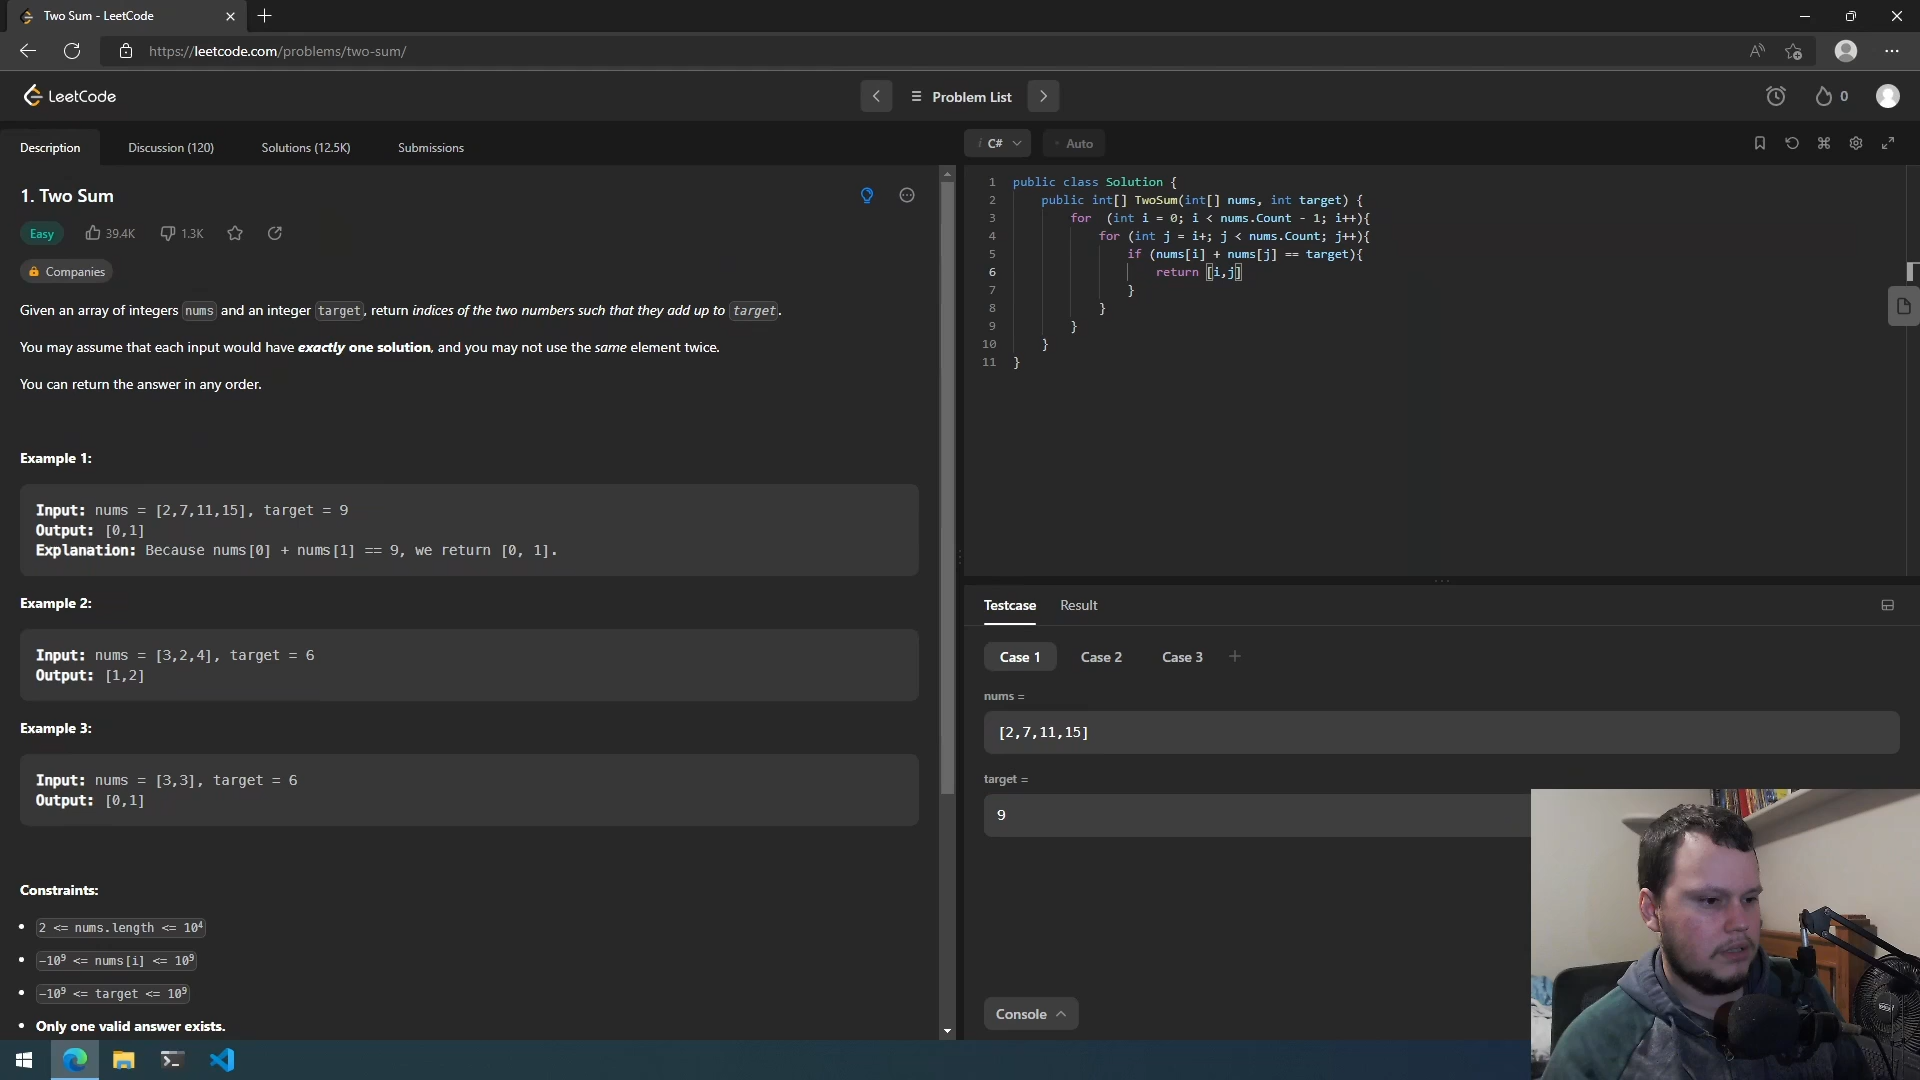 Two Sum - LeetCode
https://leetcode.com/problems/two-sum/
LeetCode
Problem List
0
Description
Discussion (120)
Solutions (12.5K)
Submissions
1. Two Sum
Easy
39.4K
1.3K
Companies
Given an array of integers nums and an integer target, return indices of the two numbers such that they add up to target.
You may assume that each input would have exactly one solution, and you may not use the same element twice.
You can return the answer in any order.
Example 1:
Input: nums = [2,7,11,15], target = 9
Output: [0,1]
Explanation: Because nums[0] + nums[1] == 9, we return [0, 1].
Example 2:
Input: nums = [3,2,4], target = 6
Output: [1,2]
Example 3:
Input: nums = [3,3], target = 6
Output: [0,1]
Constraints:
• 2 <= nums.length <= 10⁴
• -10⁹ <= nums[i] <= 10⁹
• -10⁹ <= target <= 10⁹
• Only one valid answer exists.
i C#
Auto
1 public class Solution {
2 public int[] TwoSum(int[] nums, int target) {
3 for  (int i = 0; i < nums.Count - 1; i++){
4 for (int j = i+; j < nums.Count; j++){
5 if (nums[i] + nums[j] == target){
6 return [i,j]
7 }
8 }
9 }
10 }
11 }
Testcase
Result
Case 1
Case 2
Case 3
nums =
[2,7,11,15]
target =
9
Console